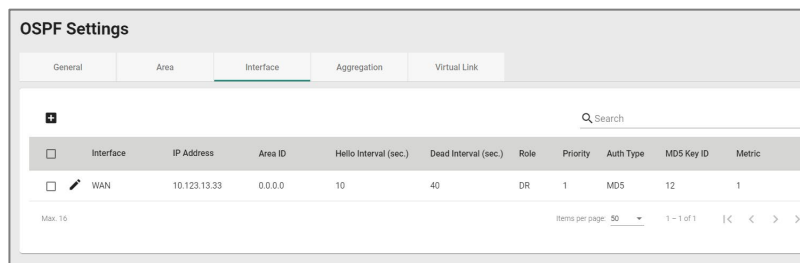 OSPF Settings
General Area Interface Aggregation Virtual Link
Search
Interface IP Address Area ID Hello Interval (sec.) Dead Interval (sec.) Role Priority Auth Type MD5 Key ID Metric
WAN 10.123.13.33 0.0.0.0 10 40 DR 1 MD5 12 1
Max. 16 Items per page: 50 1 – 1 of 1